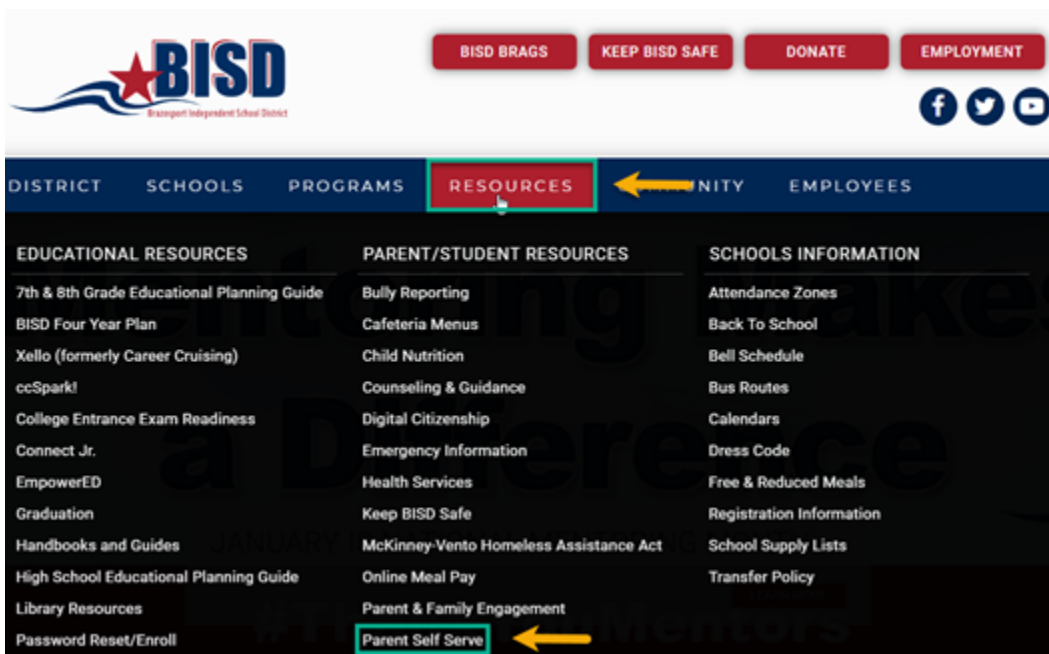 BISD
Brazosport Independent School District
BISD BRAGS KEEP BISD SAFE DONATE EMPLOYMENT
DISTRICT SCHOOLS PROGRAMS RESOURCES NITY EMPLOYEES
EDUCATIONAL RESOURCES
7th & 8th Grade Educational Planning Guide
BISD Four Year Plan
Xello (formerly Career Cruising)
ccSpark!
College Entrance Exam Readiness
Connect Jr.
EmpowerED
Graduation
Handbooks and Guides
High School Educational Planning Guide
Library Resources
Password Reset/Enroll
PARENT/STUDENT RESOURCES
Bully Reporting
Cafeteria Menus
Child Nutrition
Counseling & Guidance
Digital Citizenship
Emergency Information
Health Services
Keep BISD Safe
McKinney-Vento Homeless Assistance Act
Online Meal Pay
Parent & Family Engagement
Parent Self Serve
SCHOOLS INFORMATION
Attendance Zones
Back To School
Bell Schedule
Bus Routes
Calendars
Dress Code
Free & Reduced Meals
Registration Information
School Supply Lists
Transfer Policy
Mentoring Makes
a Difference